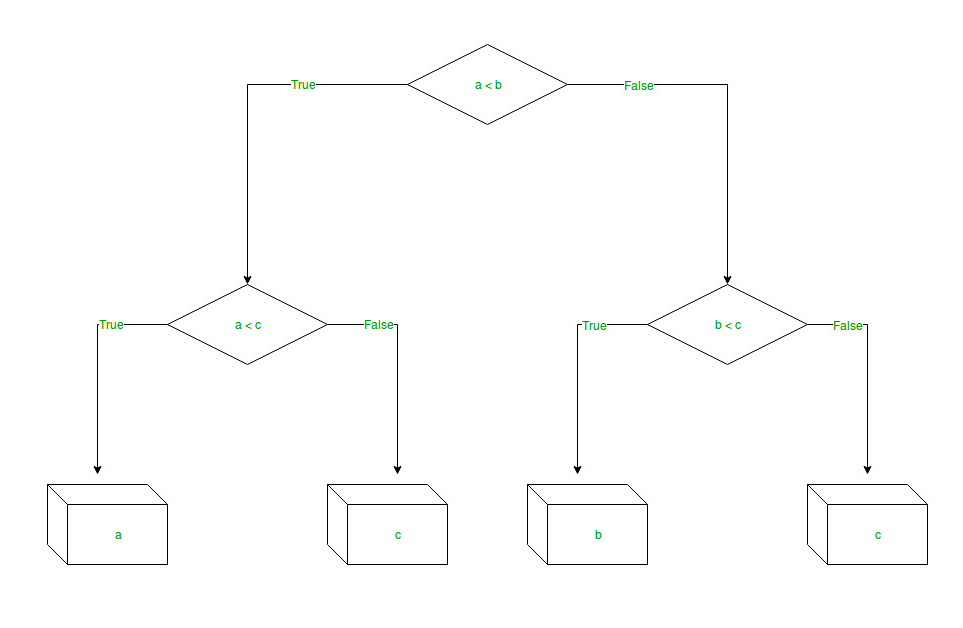 True
a < b
False
True
a < c
False
True
b < c
False
a
c
b
c